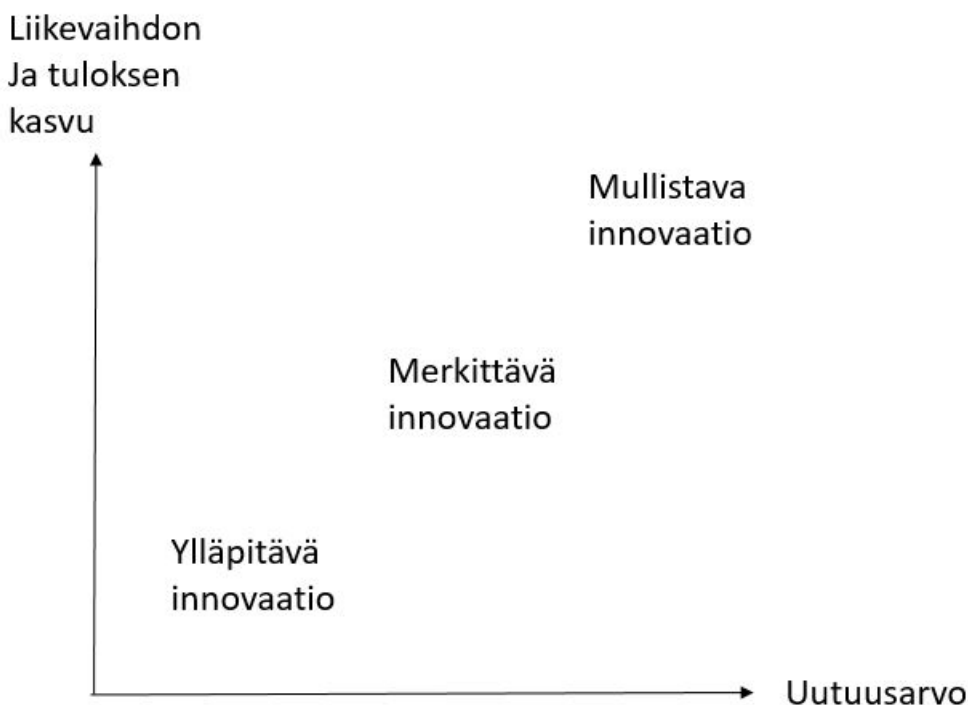 Liikevaihdon
Ja tuloksen
kasvu
Mullistava
innovaatio
Merkittävä
innovaatio
Ylläpitävä
innovaatio
Uutuusarvo